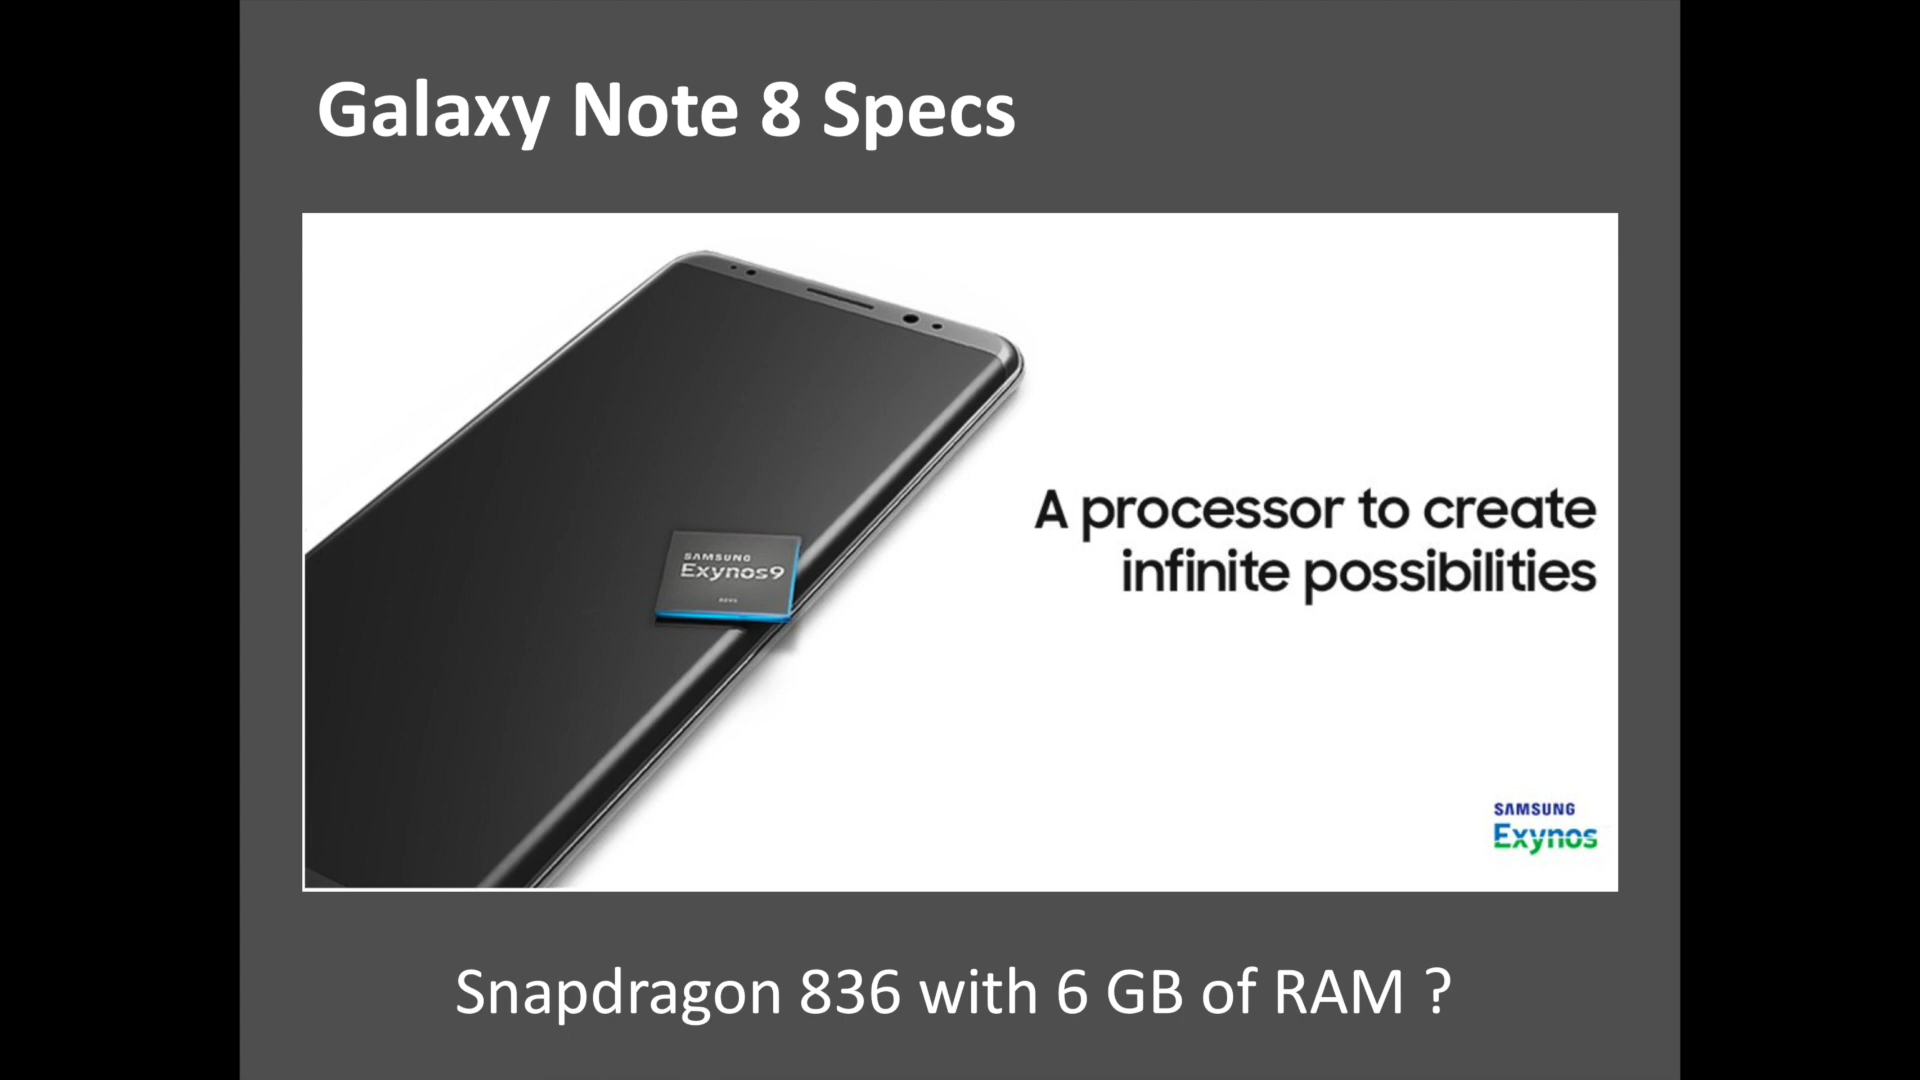 Galaxy Note 8 Specs
SAMSUNG
Exynos9
A processor to create
infinite possibilities
SAMSUNG
Exynos
Snapdragon 836 with 6 GB of RAM ?